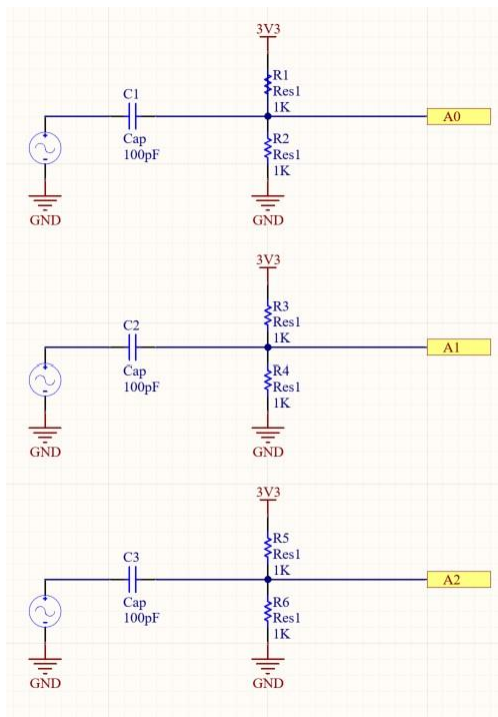 3V3
R1
C1
Res1
1K
A0
R2
Cap
Res1
100pF
1K
GND
GND
3V3
R3
C2
Res1
1K
A1
R4
Cap
Res1
100pF
1K
GND
GND
3V3
R5
C3
Res1
1K
A2
R6
Cap
Res1
100pF
1K
GND
GND